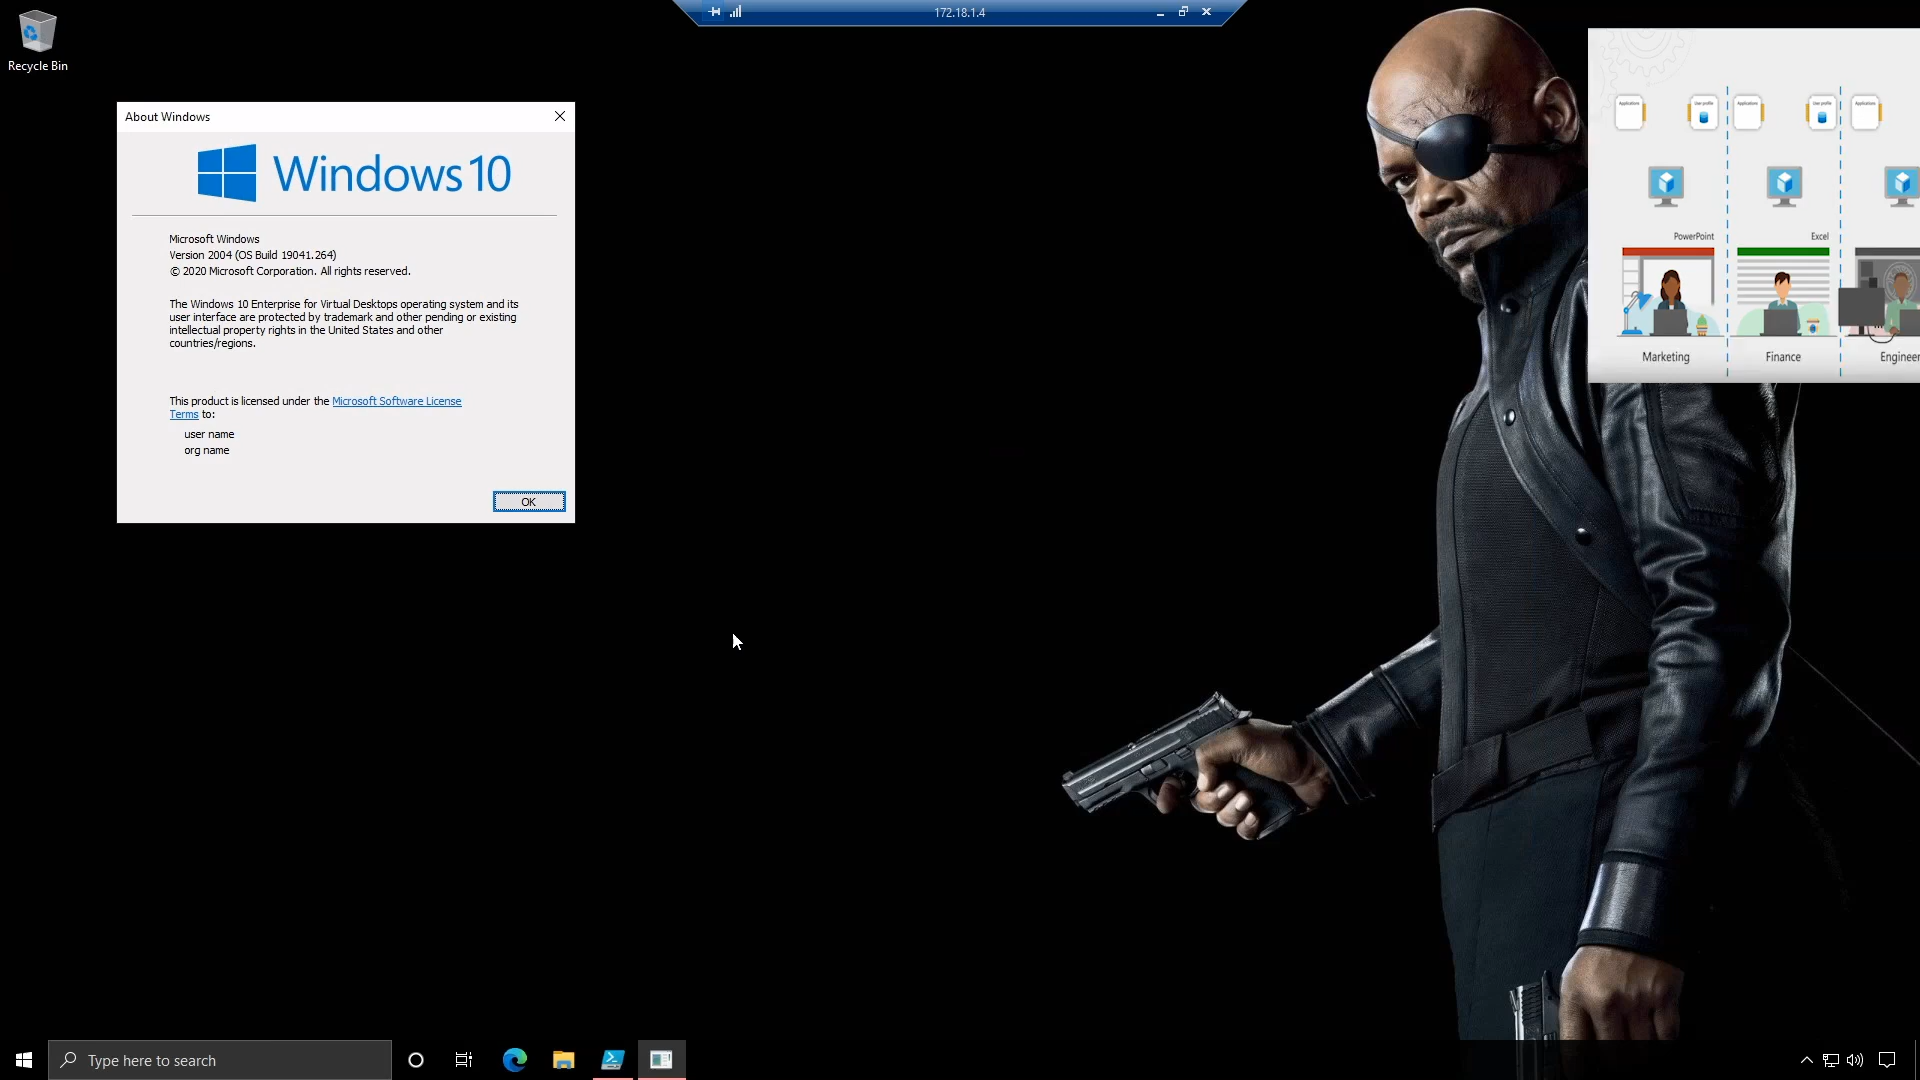 172.18.1.4
Recycle Bin
About Windows
Windows 10
Microsoft Windows
Version 2004 (OS Build 19041.264)
© 2020 Microsoft Corporation. All rights reserved.
The Windows 10 Enterprise for Virtual Desktops operating system and its
user interface are protected by trademark and other pending or existing
intellectual property rights in the United States and other
countries/regions.
This product is licensed under the Microsoft Software License
Terms to:
user name
org name
OK
Applications
User profile
Applications
User profile
Applications
PowerPoint
Excel
Marketing
Finance
Engineer
Type here to search